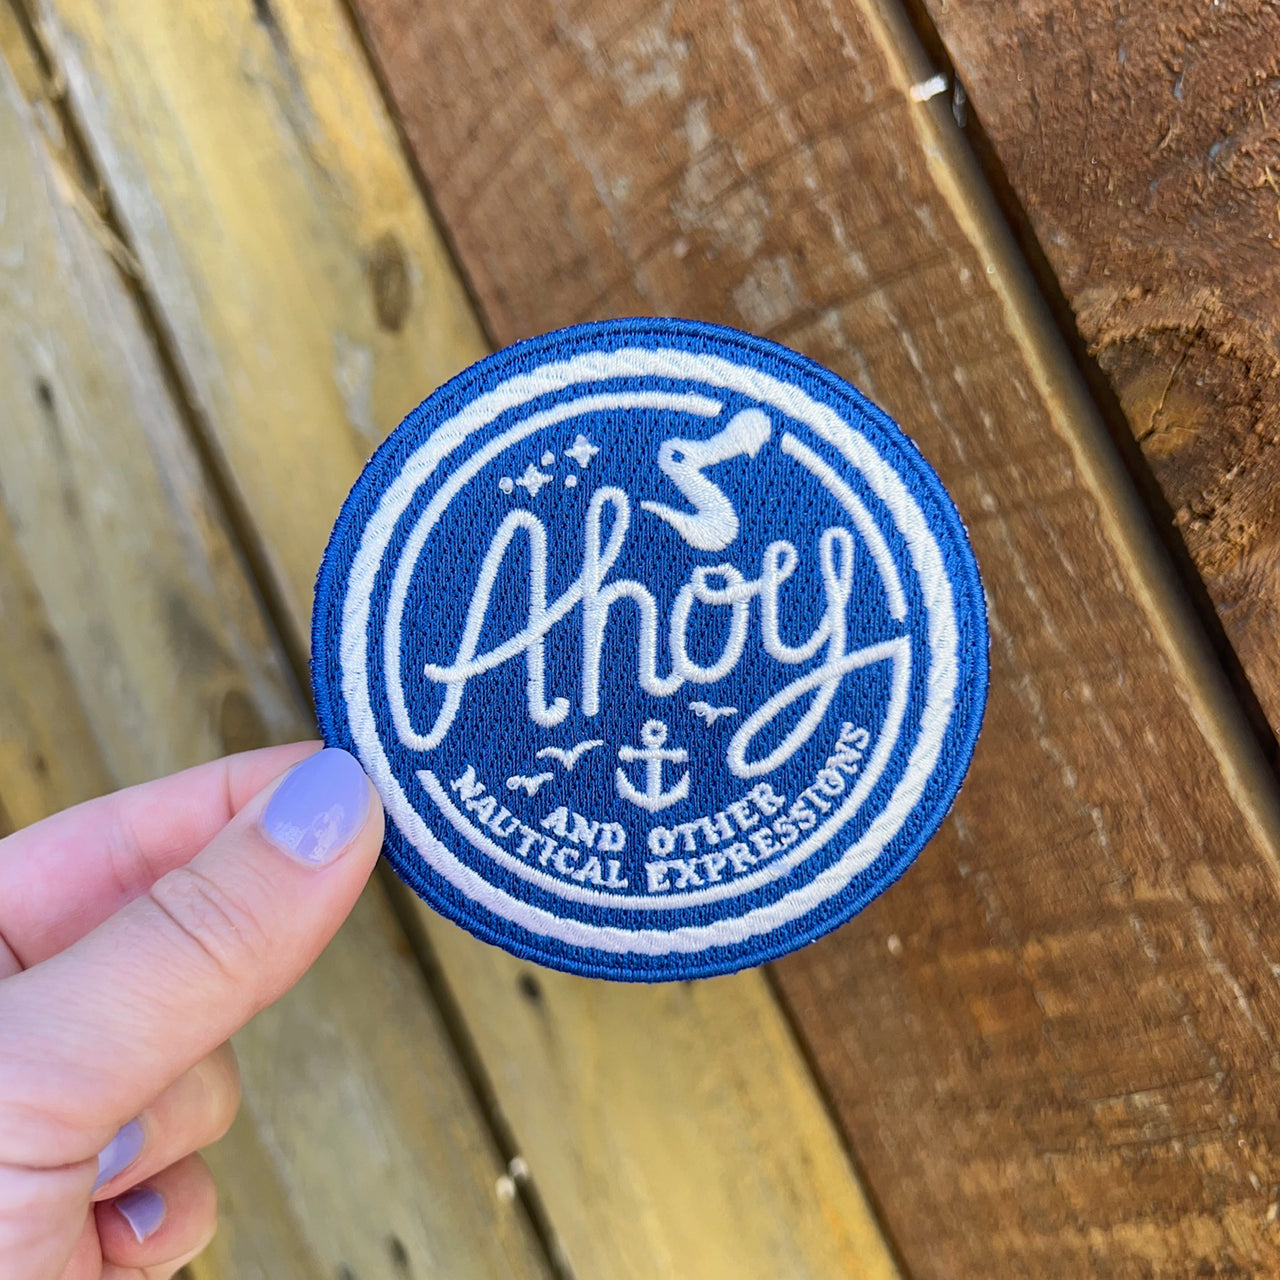 Ahoy
AND OTHER
NAUTICAL EXPRESSIONS